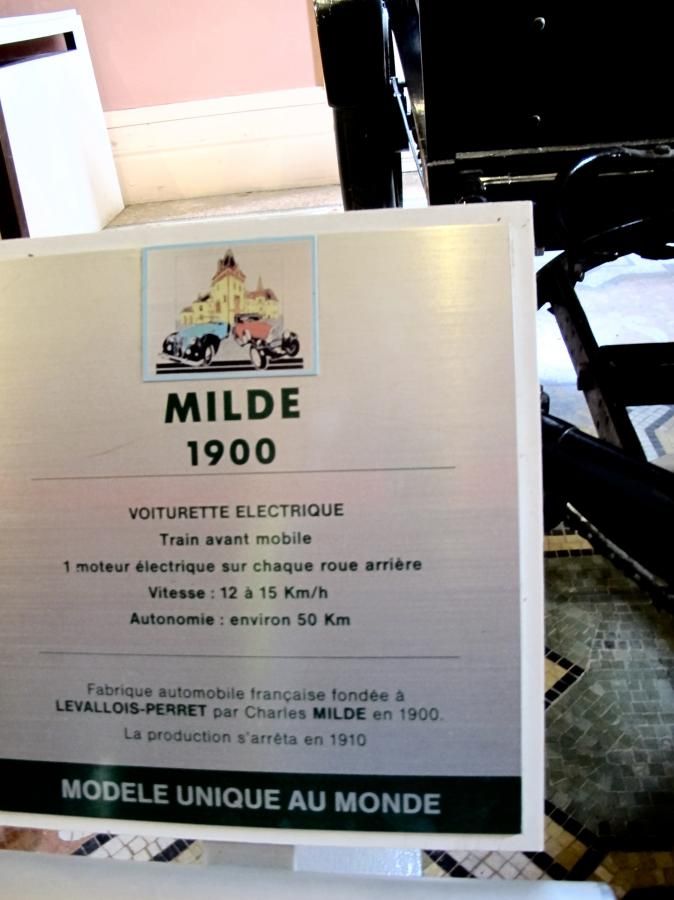 MILDE
1900
VOITURETTE ELECTRIQUE
Train avant mobile
1 moteur électrique sur chaque roue arrière
Vitesse : 12 à 15 Km/h
Autonomie : environ 50 Km
Fabrique automobile française fondée à
LEVALLOIS-PERRET par Charles MILDE en 1900.
La production s'arrêta en 1910
MODELE UNIQUE AU MONDE